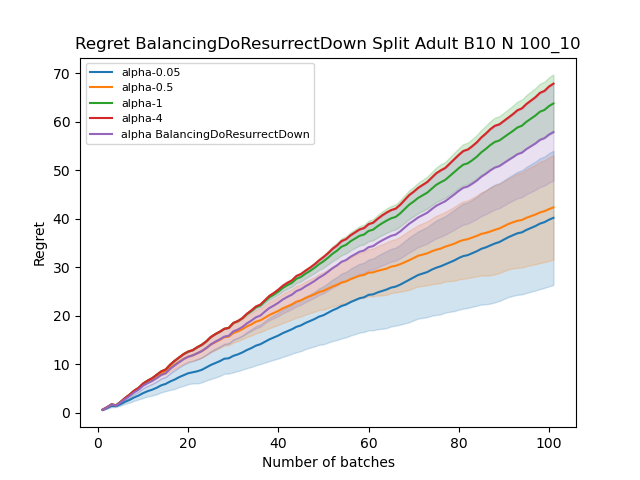 Regret BalancingDoResurrectDown Split Adult B10 N 100_10
70
60
50
40
30
20
10
0
Regret
alpha-0.05
alpha-0.5
alpha-1
alpha-4
alpha BalancingDoResurrectDown
0 20 40 60 80 100
Number of batches